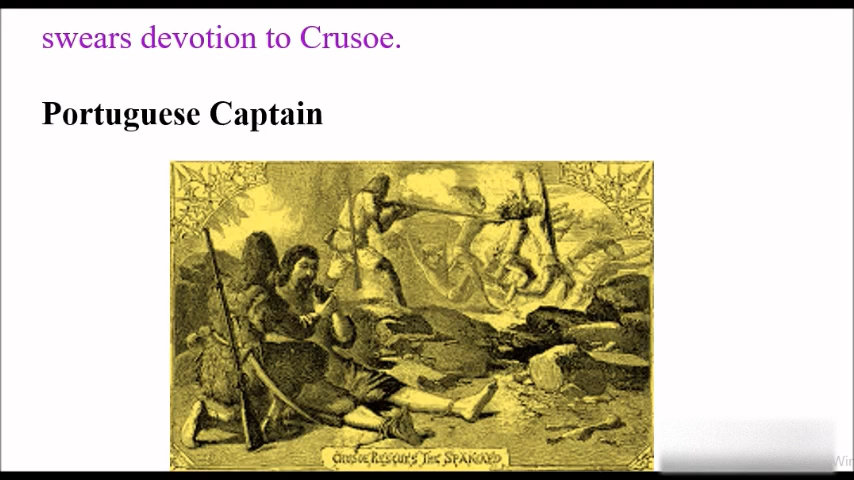 swears devotion to Crusoe.
Portuguese Captain
CRUSOE RESCUES THE SPANIARD